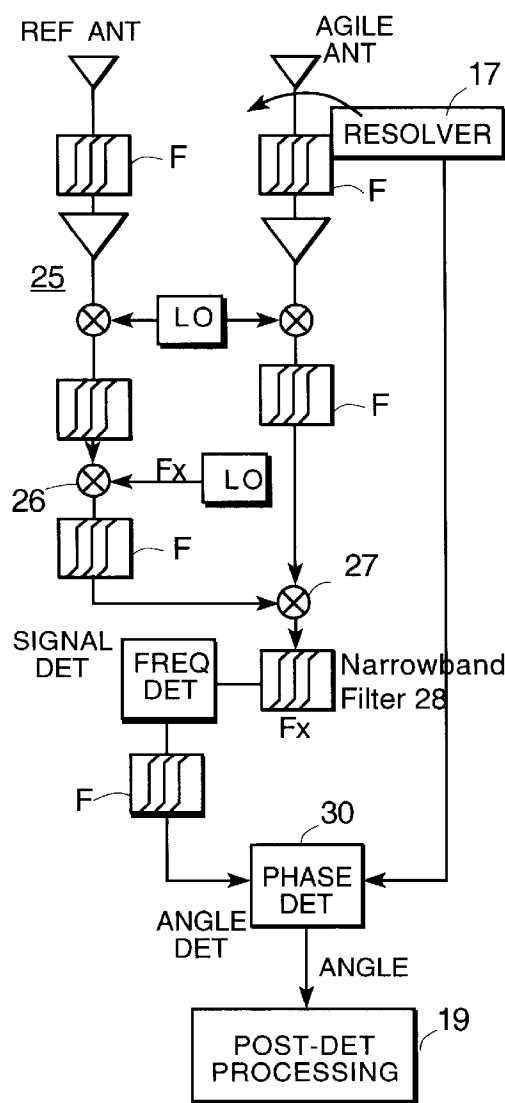 REF ANT
AGILE
ANT
17
RESOLVER
F
F
25
LO
F
Fx
LO
26
F
27
SIGNAL
DET
FREQ
DET
Narrowband
Filter 28
Fx
F
30
PHASE
DET
ANGLE
DET
ANGLE
19
POST-DET
PROCESSING